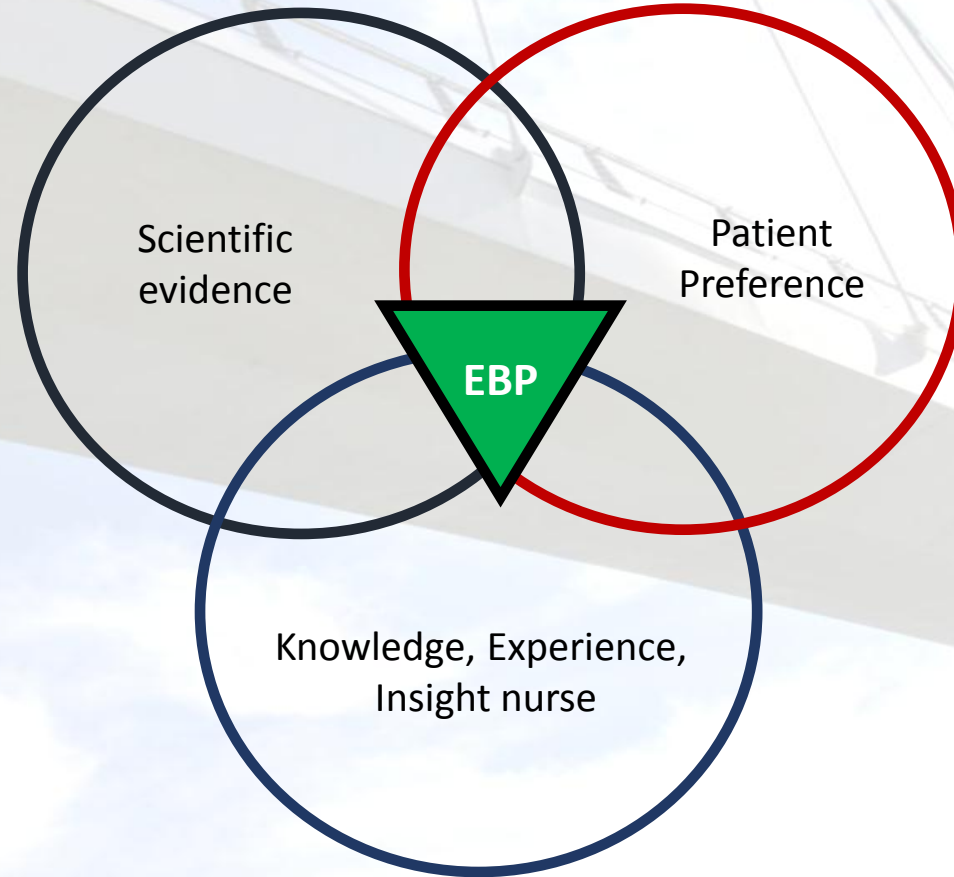 Scientific
evidence
Patient
Preference
EBP
Knowledge, Experience,
Insight nurse